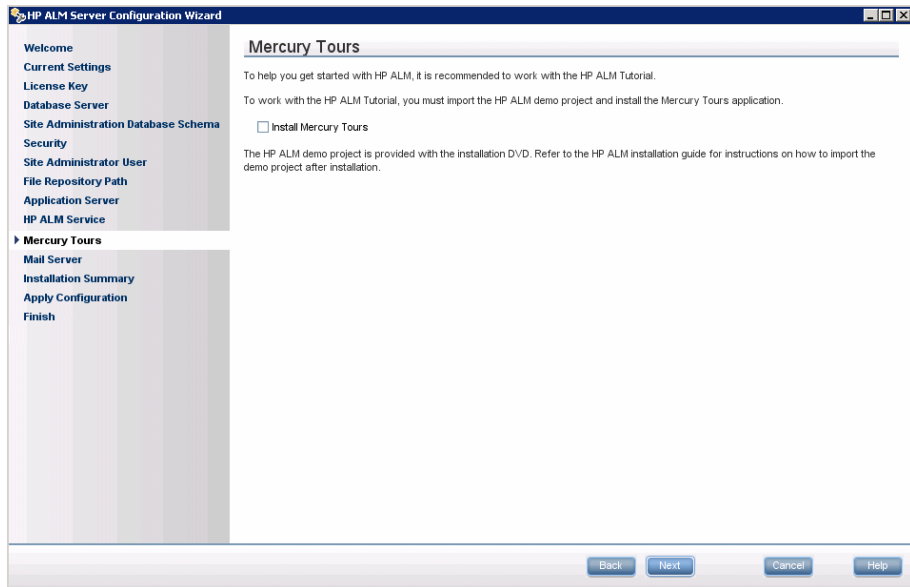 HP ALM Server Configuration Wizard
Welcome
Current Settings
License Key
Database Server
Site Administration Database Schema
Security
Site Administrator User
File Repository Path
Application Server
HP ALM Service
Mercury Tours
Mail Server
Installation Summary
Apply Configuration
Finish
Mercury Tours
To help you get started with HP ALM, it is recommended to work with the HP ALM Tutorial.
To work with the HP ALM Tutorial, you must import the HP ALM demo project and install the Mercury Tours application.
Install Mercury Tours
The HP ALM demo project is provided with the installation DVD. Refer to the HP ALM installation guide for instructions on how to import the
demo project after installation.
Back Next Cancel Help